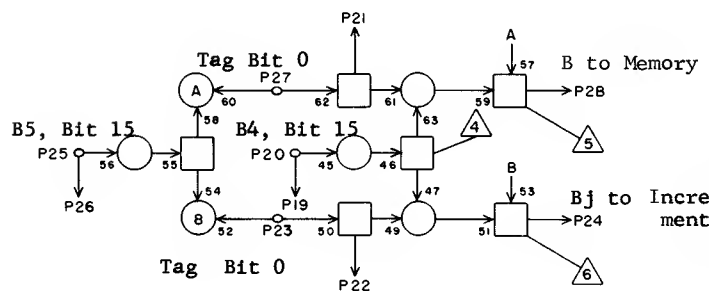 P21
Tag Bit 0
A
57
B to Memory
P27
A
60
62
61
59
P28
58
63
B5, Bit 15
B4, Bit 15
4
5
P25
56
55
P20
45
46
P26
54
P19
47
B
53
Bj to Incre
ment
8
52
P23
50
49
51
P24
Tag Bit 0
P22
6